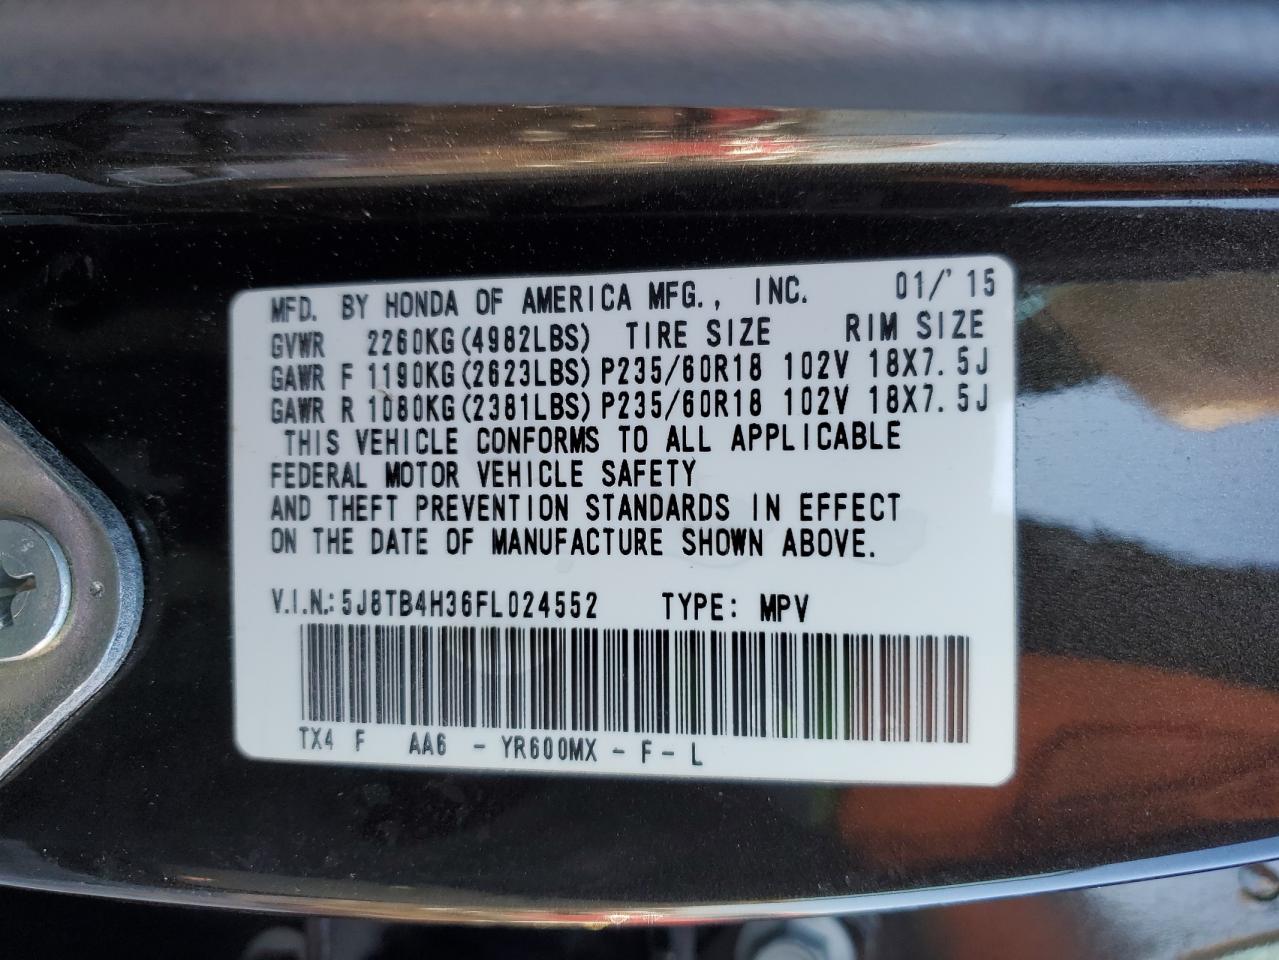 MFD. BY HONDA OF AMERICA MFG., INC. 01/'15
GVWR 2260KG(4982LBS) TIRE SIZE RIM SIZE
GAWR F 1190KG(2623LBS) P235/60R18 102V 18X7.5J
GAWR R 1080KG(2381LBS) P235/60R18 102V 18X7.5J
THIS VEHICLE CONFORMS TO ALL APPLICABLE
FEDERAL MOTOR VEHICLE SAFETY
AND THEFT PREVENTION STANDARDS IN EFFECT
ON THE DATE OF MANUFACTURE SHOWN ABOVE.
V.I.N.: 5J8TB4H36FL024552 TYPE: MPV
TX4 F AA6 - YR600MX - F - L